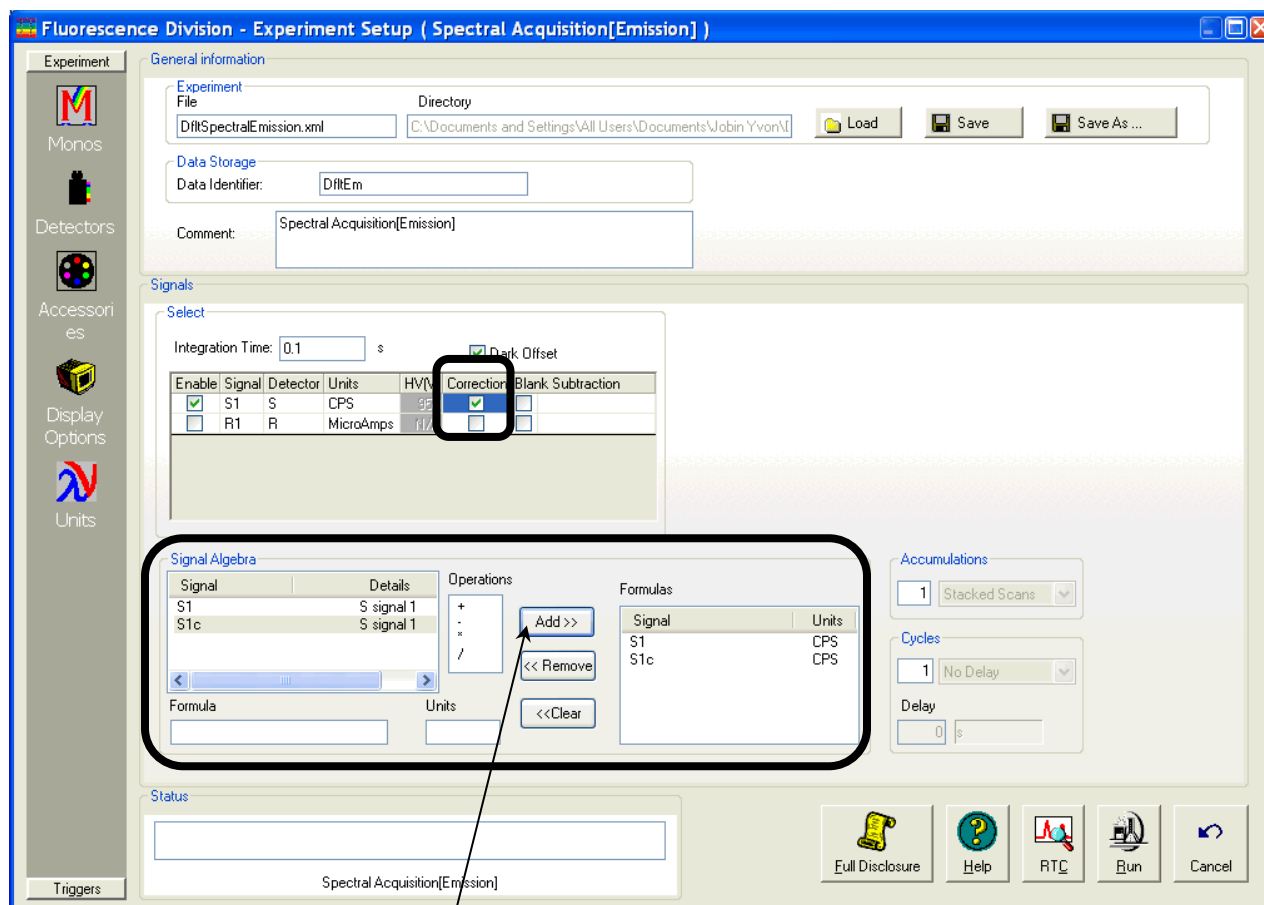 Fluorescence Division - Experiment Setup ( Spectral Acquisition[Emission] )
Experiment
Monos
Detectors
Accessori
es
Display
Options
Units
Triggers
General information
Experiment
File
Directory
DfltSpectralEmission.xml
C:\Documents and Settings\All Users\Documents\Jobin Yvon\
Load
Save
Save As ...
Data Storage
Data Identifier:
DfltEm
Comment:
Spectral Acquisition[Emission]
Signals
Select
Integration Time:
0.1
s
Dark Offset
Enable Signal Detector Units HV(V Correction Blank Subtraction
S1 S CPS 95
R1 R MicroAmps N/
Signal Algebra
Signal Details
S1 S signal 1
S1c S signal 1
Operations
+
-
*
/
Add >>
<< Remove
<<Clear
Formulas
Signal Units
S1 CPS
S1c CPS
Formula
Units
Accumulations
1 Stacked Scans
Cycles
1 No Delay
Delay
0 s
Status
Spectral Acquisition[Emission]
Full Disclosure
Help
RTC
Run
Cancel